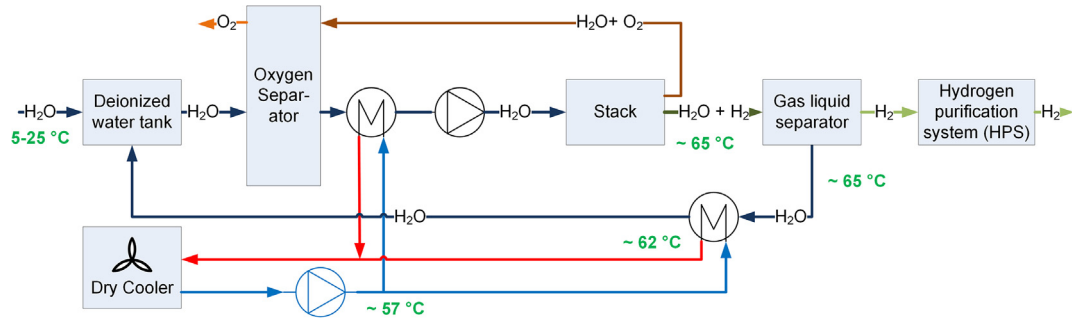 O₂
H₂O+ O₂
Oxygen
Separ-
ator
H₂O
5-25 °C
Deionized
water tank
H₂O
M
H₂O
Stack
H₂O + H₂
~ 65 °C
Gas liquid
separator
H₂
Hydrogen
purification
system (HPS)
H₂
~ 65 °C
H₂O
M
H₂O
~ 62 °C
Dry Cooler
~ 57 °C